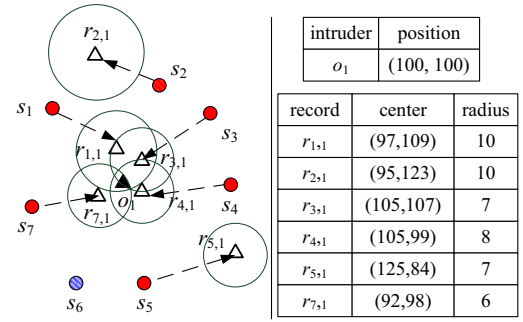 r2,1
s2
s1
s3
r1,1
r3,1
o1
r4,1
s4
r7,1
s7
r5,1
s6
s5
intruder position
o1 (100, 100)
record center radius
r1,1 (97,109) 10
r2,1 (95,123) 10
r3,1 (105,107) 7
r4,1 (105,99) 8
r5,1 (125,84) 7
r7,1 (92,98) 6